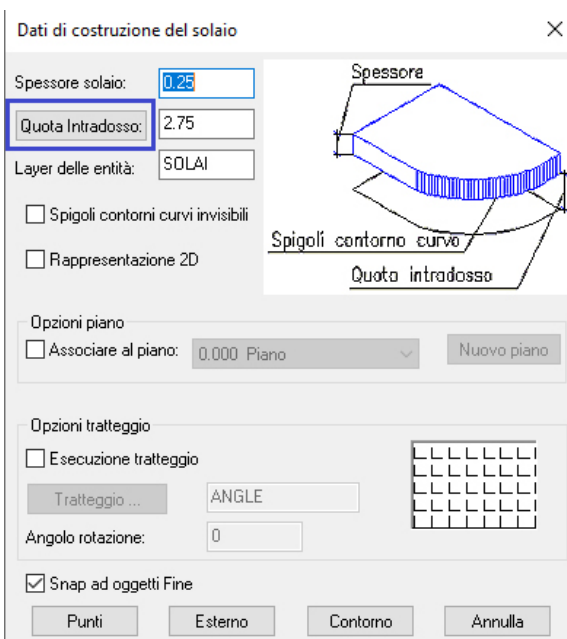 Dati di costruzione del solaio
Spessore solaio: 0.25
Quota Intradosso: 2.75
Layer delle entità: SOLAI
Spigoli contorni curvi invisibili
Rappresentazione 2D
Spessore
Spigoli contorno curvo
Quota intradosso
Opzioni piano
Associare al piano: 0.000 Piano Nuovo piano
Opzioni tratteggio
Esecuzione tratteggio
Tratteggio ... ANGLE
Angolo rotazione: 0
Snap ad oggetti Fine
Punti Esterno Contorno Annulla